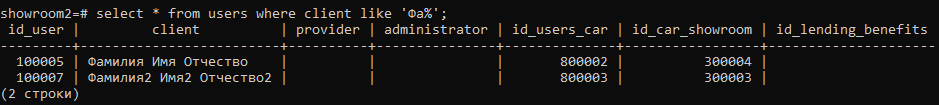 showroom2=# select * from users where client like 'Фа%';
 id_user |         client          | provider | administrator | id_users_car | id_car_showroom | id_lending_benefits
---------+-------------------------+----------+---------------+--------------+-----------------+---------------------
  100005 | Фамилия Имя Отчество    |          |               |       800002 |          300004 |
  100007 | Фамилия2 Имя2 Отчество2 |          |               |       800003 |          300003 |
(2 строки)